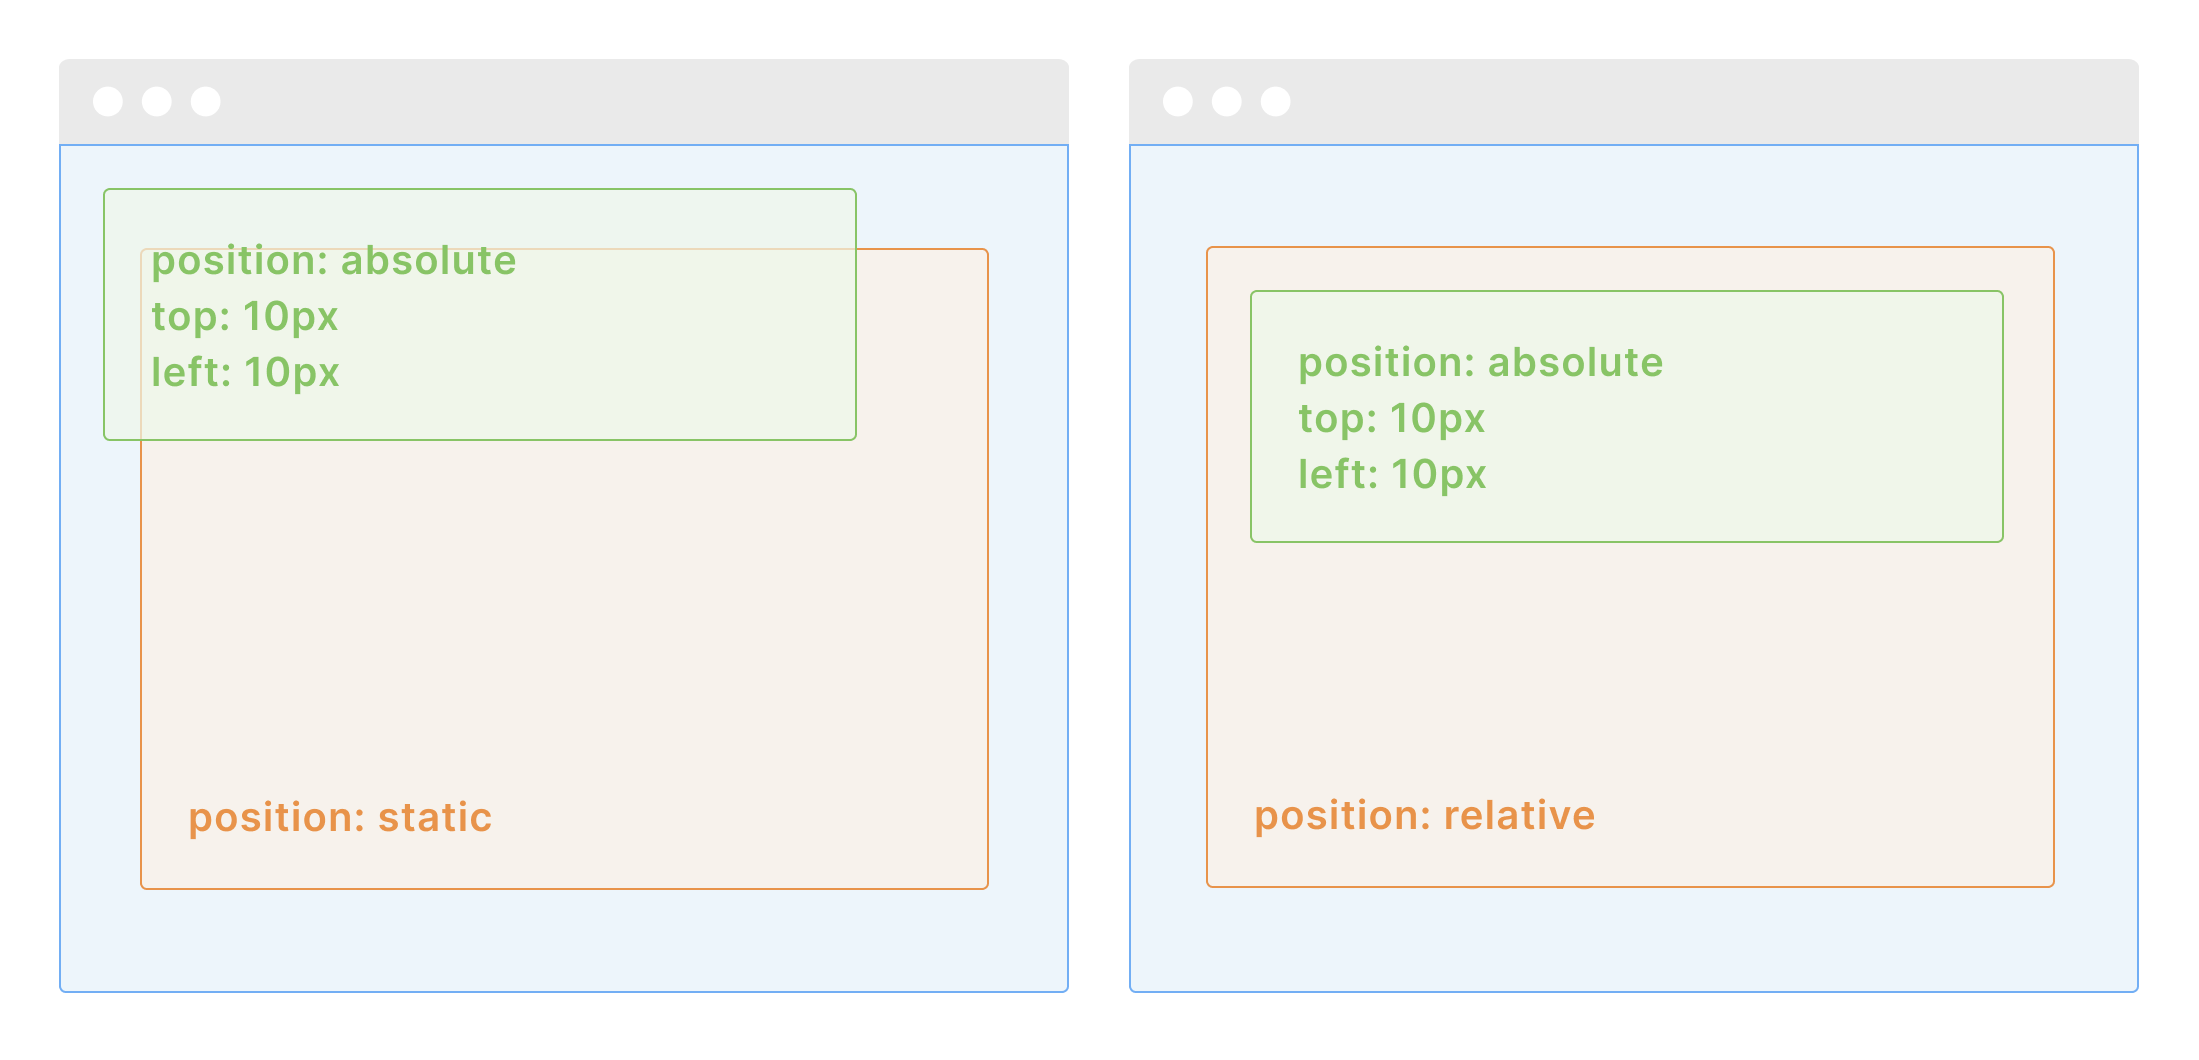 position: absolute
top: 10px
left: 10px
position: static
position: absolute
top: 10px
left: 10px
position: relative